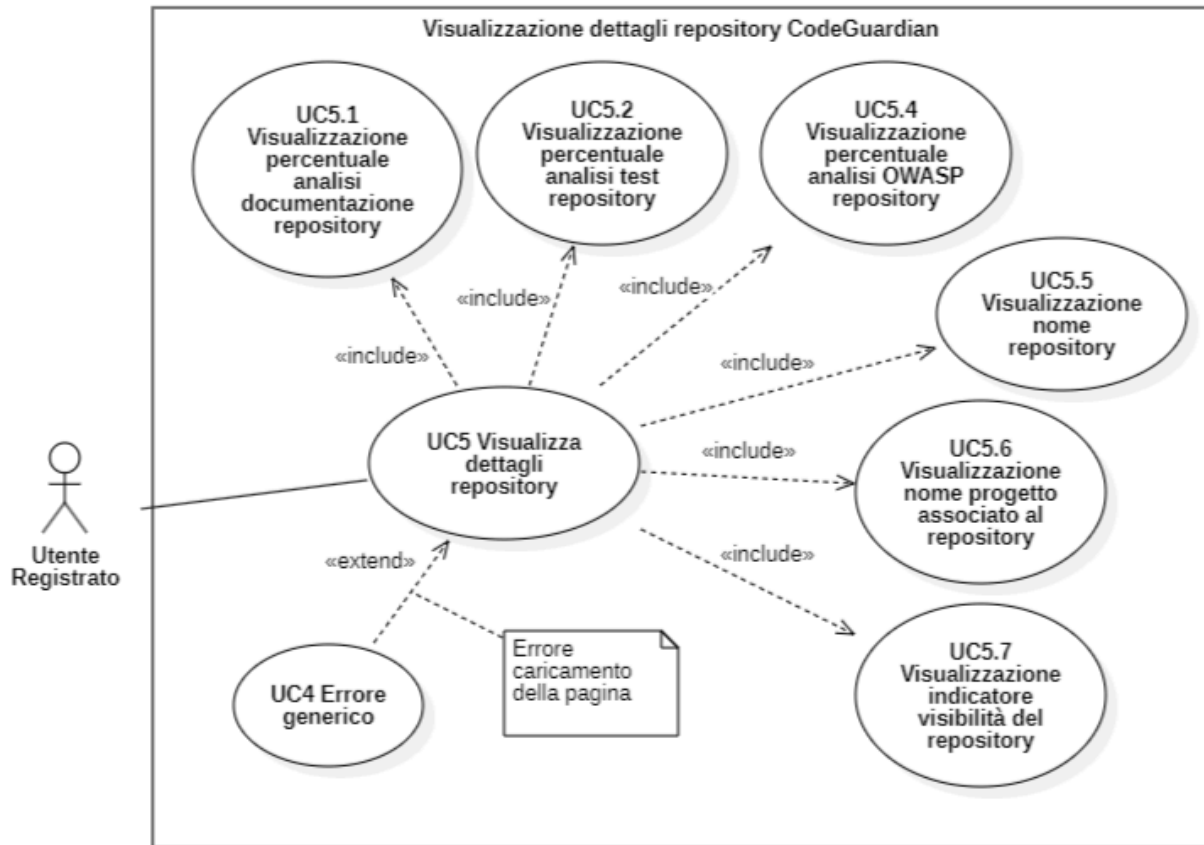 Visualizzazione dettagli repository CodeGuardian
UC5.1
Visualizzazione
percentuale
analisi
documentazione
repository
UC5.2
Visualizzazione
percentuale
analisi test
repository
UC5.4
Visualizzazione
percentuale
analisi OWASP
repository
UC5.5
Visualizzazione
nome
repository
«include»
«include»
«include»
«include»
UC5 Visualizza
dettagli
repository
«include»
UC5.6
Visualizzazione
nome progetto
associato al
repository
Utente
Registrato
«extend»
«include»
UC4 Errore
generico
Errore
caricamento
della pagina
UC5.7
Visualizzazione
indicatore
visibilità del
repository